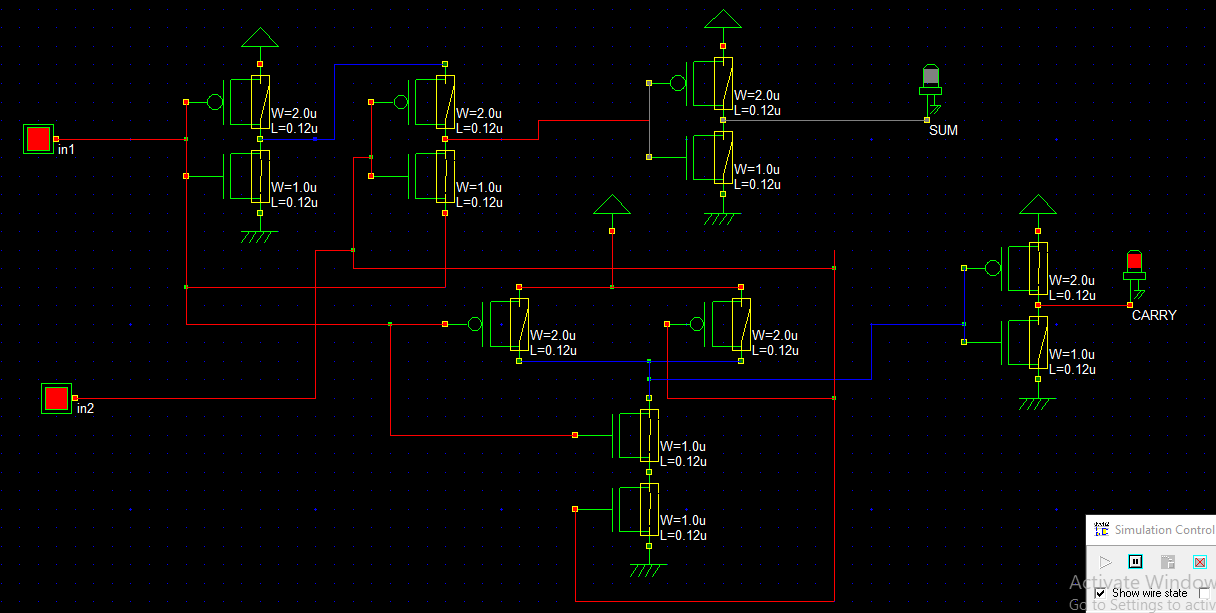 in1
W=2.0u
L=0.12u
W=1.0u
L=0.12u
W=2.0u
L=0.12u
W=1.0u
L=0.12u
W=2.0u
L=0.12u
W=1.0u
L=0.12u
SUM
W=2.0u
L=0.12u
W=2.0u
L=0.12u
W=2.0u
L=0.12u
W=1.0u
L=0.12u
CARRY
in2
W=1.0u
L=0.12u
W=1.0u
L=0.12u
Simulation Control
Activate Window
Show wire state
Go to Settings to activ